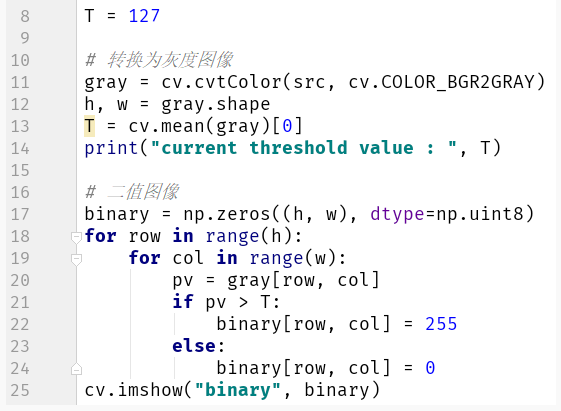 8 T = 127
9
10 # 转换为灰度图像
11 gray = cv.cvtColor(src, cv.COLOR_BGR2GRAY)
12 h, w = gray.shape
13 T = cv.mean(gray)[0]
14 print("current threshold value : ", T)
15
16 # 二值图像
17 binary = np.zeros((h, w), dtype=np.uint8)
18 for row in range(h):
19     for col in range(w):
20         pv = gray[row, col]
21         if pv > T:
22             binary[row, col] = 255
23         else:
24             binary[row, col] = 0
25 cv.imshow("binary", binary)